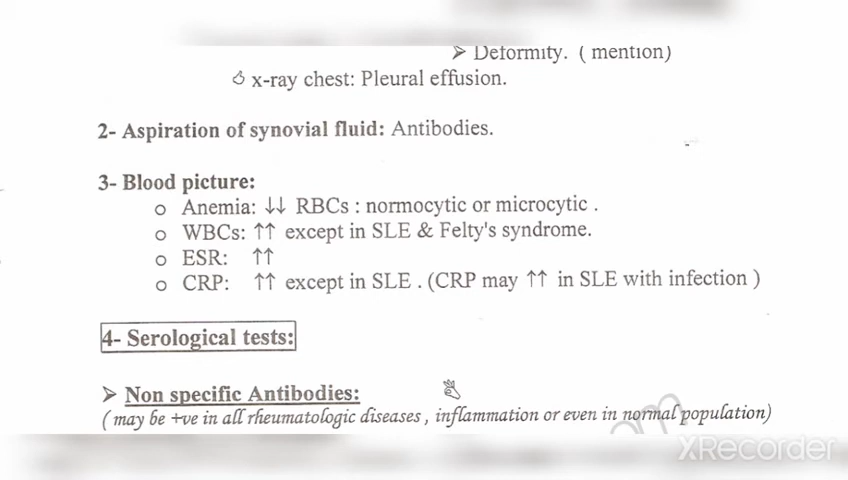 ➢ Deformity. ( mention)
x-ray chest: Pleural effusion.
2- Aspiration of synovial fluid: Antibodies.
3- Blood picture:
o Anemia: ↓↓ RBCs : normocytic or microcytic .
o WBCs: ↑↑ except in SLE & Felty's syndrome.
o ESR: ↑↑
o CRP: ↑↑ except in SLE . (CRP may ↑↑ in SLE with infection )
4- Serological tests:
➢ Non specific Antibodies:
( may be +ve in all rheumatologic diseases , inflammation or even in normal population)
XRecorder